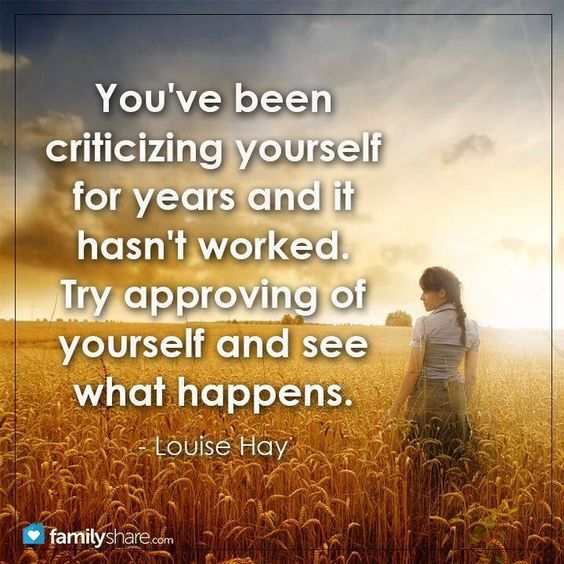 You've been
criticizing yourself
for years and it
hasn't worked.
Try approving of
yourself and see
what happens.
- Louise Hay
familyshare.com